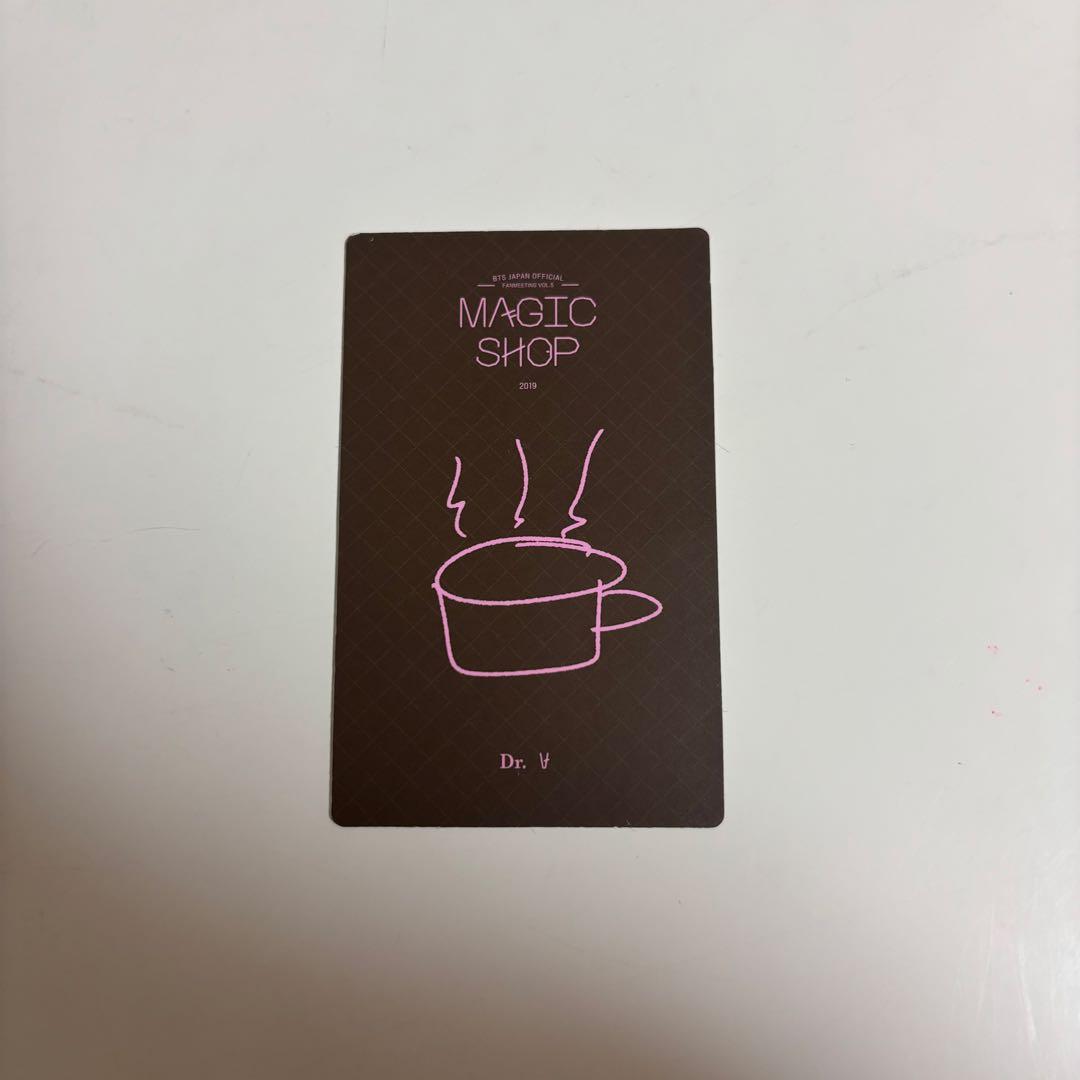 BTS JAPAN OFFICIAL
FANMEETING VOL.5
MAGIC
SHOP
2019
Dr. V